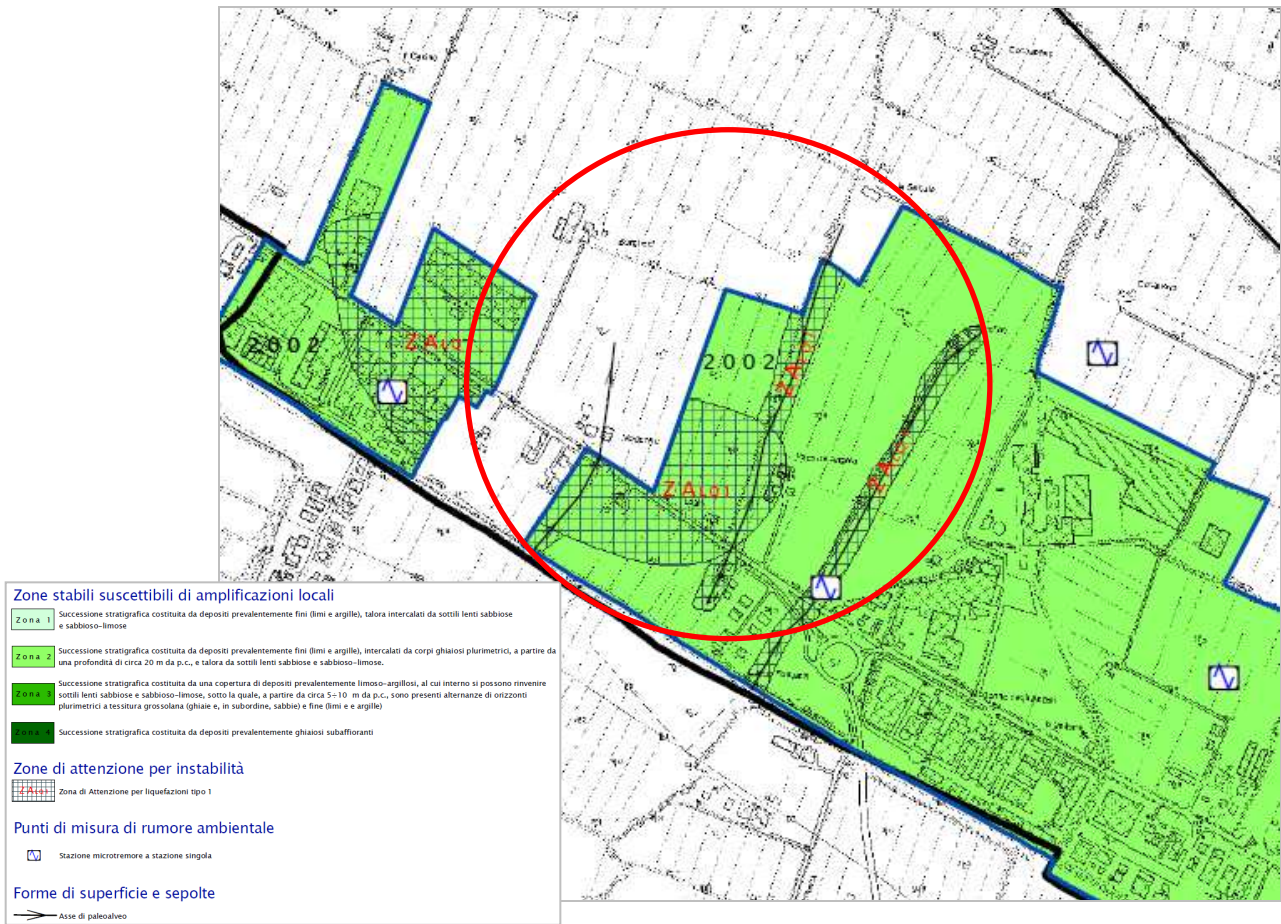 2002
Z A L Q 1
2002
Z A L Q 1
Z A L Q 1
Z A L Q 1
Zone stabili suscettibili di amplificazioni locali
Zona 1
Successione stratigrafica costituita da depositi prevalentemente fini (limi e argille), talora intercalati da sottili lenti sabbiose
e sabbioso-limose
Zona 2
Successione stratigrafica costituita da depositi prevalentemente fini (limi e argille), intercalati da corpi ghiaiosi plurimetrici, a partire da
una profondità di circa 20 m da p.c., e talora da sottili lenti sabbiose e sabbioso-limose.
Zona 3
Successione stratigrafica costituita da una copertura di depositi prevalentemente limoso-argillosi, al cui interno si possono rinvenire
sottili lenti sabbiose e sabbioso-limose, sotto la quale, a partire da circa 5÷10 m da p.c., sono presenti alternanze di orizzonti
plurimetrici a tessitura grossolana (ghiaie e, in subordine, sabbie) e fine (limi e e argille)
Zona 4
Successione stratigrafica costituita da depositi prevalentemente ghiaiosi subaffioranti
Zone di attenzione per instabilità
Zona di Attenzione per liquefazioni tipo 1
Punti di misura di rumore ambientale
Stazione microtremore a stazione singola
Forme di superficie e sepolte
Asse di paleoalveo